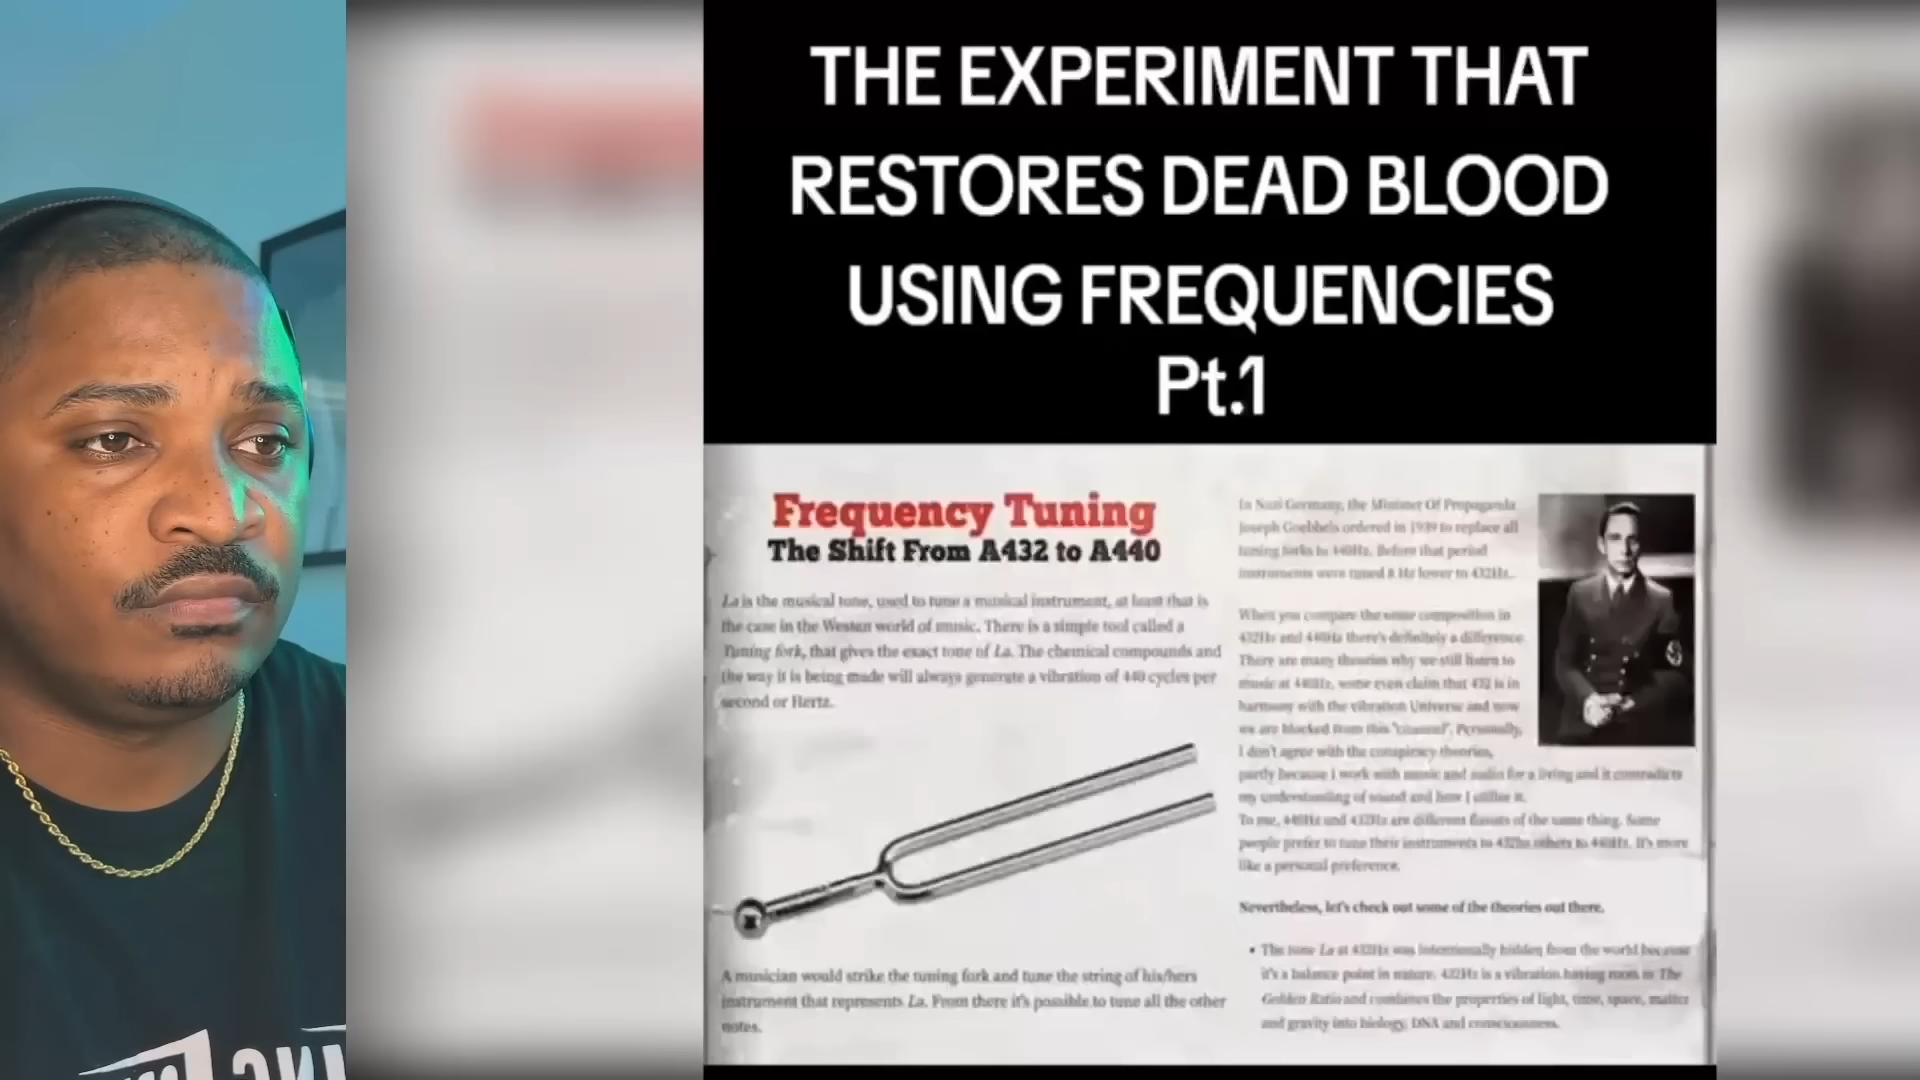 THE EXPERIMENT THAT
RESTORES DEAD BLOOD
USING FREQUENCIES
Pt.1
Frequency Tuning
The Shift From A432 to A440
La is the musical tone, used to tune a musical instrument, at least that is
the case in the Westen world of music. There is a simple tool called a
Tuning fork, that gives the exact tone of La. The chemical compounds and
the way it is being made will always generate a vibration of 440 cycles per
second or Hertz.
A musician would strike the tuning fork and tune the string of his/hers
instrument that represents La. From there it's possible to tune all the other
notes.
In Nazi Germany, the Minister Of Propaganda
Joseph Goebbels ordered in 1939 to replace all
tuning forks to 440Hz. Before that period
instruments were tuned 8 Hz lower to 432Hz.
When you compare the same composition in
432Hz and 440Hz there's definitely a difference.
There are many theories why we still listen to
music at 440Hz, some even claim that 432 is in
harmony with the vibration Universe and now
we are blocked from this "channel". Personally,
I don't agree with the conspiracy theories,
partly because I work with music and audio for a living and it contradicts
my understanding of sound and how I utilise it.
To me, 440Hz and 432Hz are different flavors of the same thing. Some
people prefer to tune their instruments to 432hz others to 440Hz. It's more
like a personal preference.
Nevertheless, let's check out some of the theories out there.
• The tone La at 432Hz was intentionally hidden from the world because
it's a balance point in nature. 432Hz is a vibration having room in The
Golden Ratio and combines the properties of light, time, space, matter
and gravity into biology, DNA and consciousness.